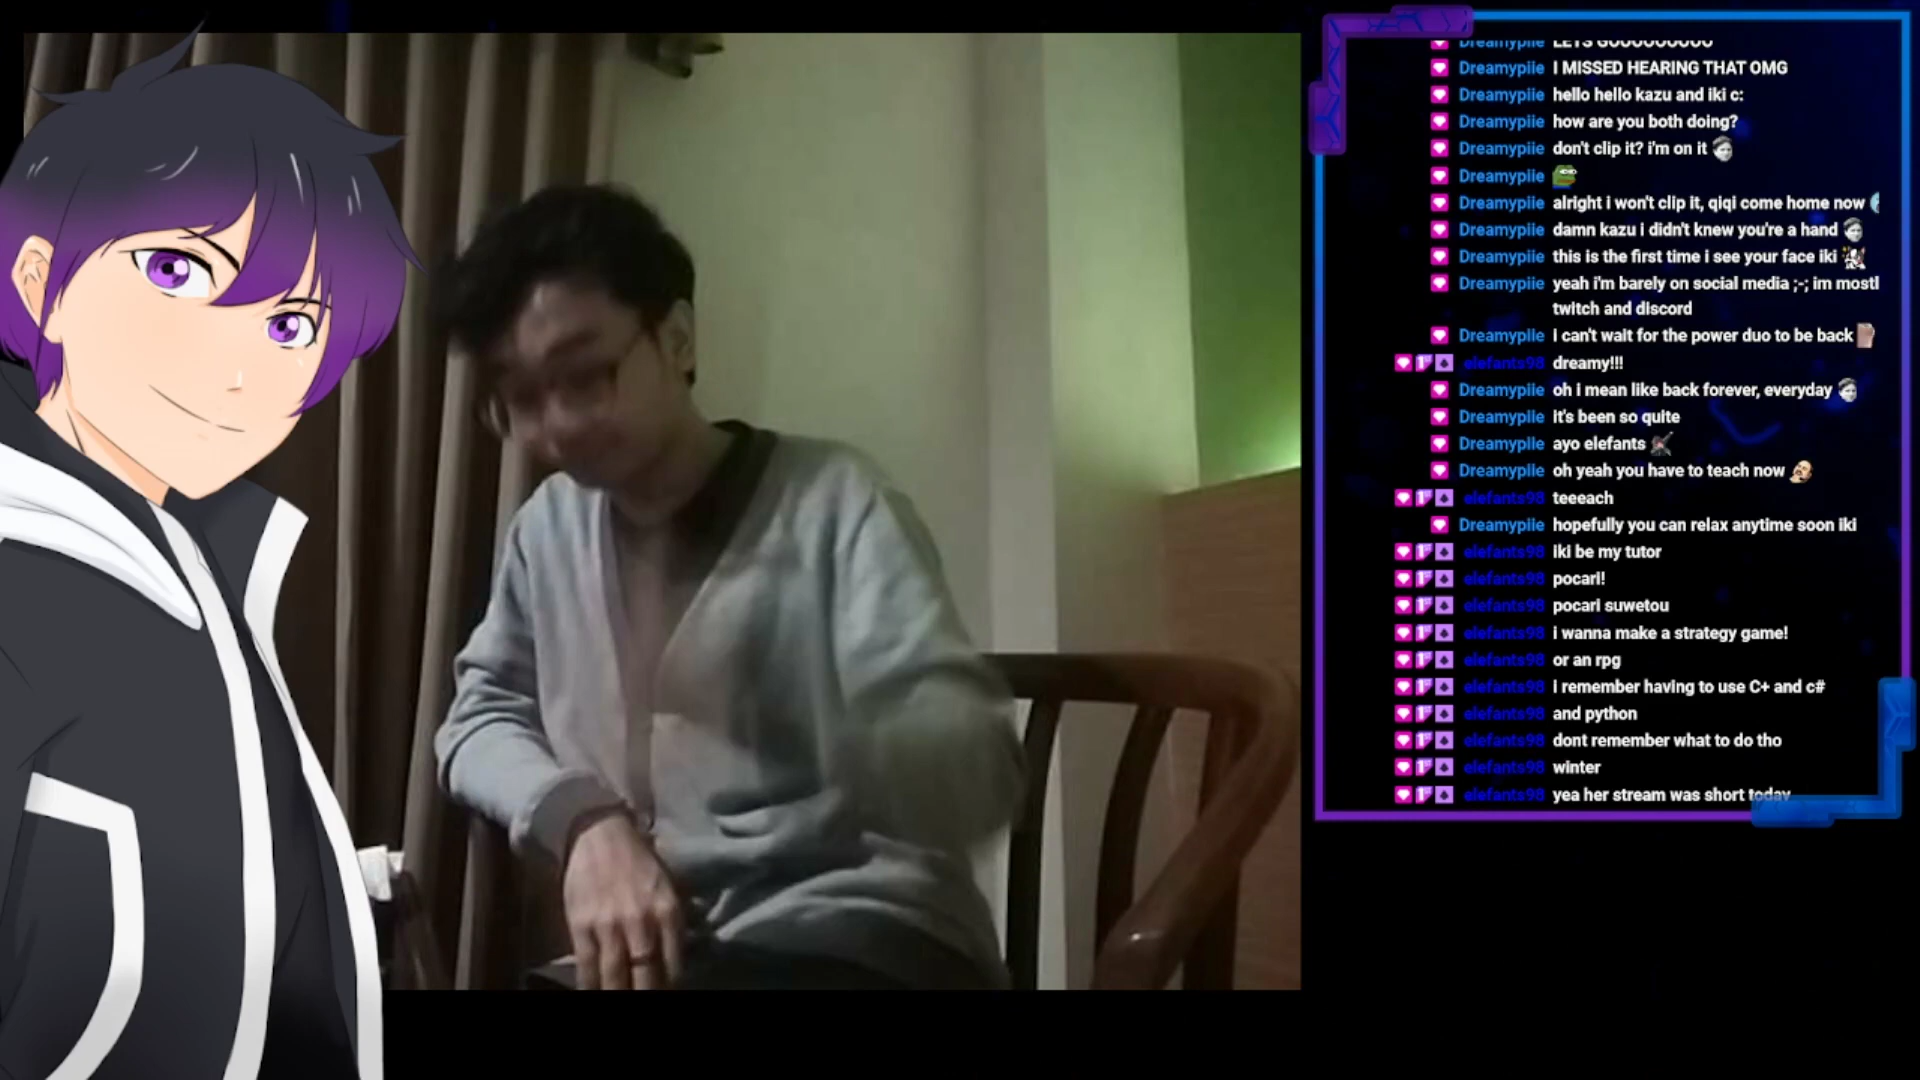 Dreamypiie LETS GOOOOOOOOO
Dreamypiie I MISSED HEARING THAT OMG
Dreamypiie hello hello kazu and iki c:
Dreamypiie how are you both doing?
Dreamypiie don't clip it? i'm on it
Dreamypiie
Dreamypiie alright i won't clip it, qiqi come home now
Dreamypiie damn kazu i didn't knew you're a hand
Dreamypiie this is the first time i see your face iki
Dreamypiie yeah i'm barely on social media ;-; im mostl
twitch and discord
Dreamypiie i can't wait for the power duo to be back
elefants98 dreamy!!!
Dreamypiie oh i mean like back forever, everyday
Dreamypiie it's been so quite
Dreamypiie ayo elefants
Dreamypiie oh yeah you have to teach now
elefants98 teeeach
Dreamypiie hopefully you can relax anytime soon iki
elefants98 iki be my tutor
elefants98 pocari!
elefants98 pocari suwetou
elefants98 i wanna make a strategy game!
elefants98 or an rpg
elefants98 i remember having to use C+ and c#
elefants98 and python
elefants98 dont remember what to do tho
elefants98 winter
elefants98 yea her stream was short today